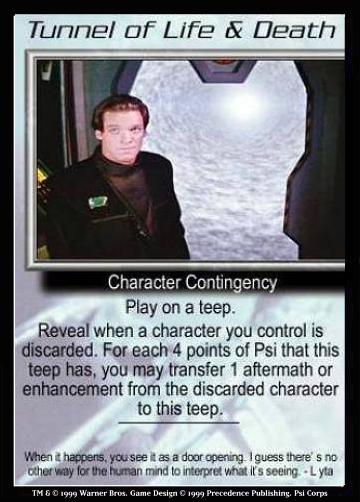 Tunnel of Life & Death
Character Contingency
Play on a teep.
Reveal when a character you control is
discarded. For each 4 points of Psi that this
teep has, you may transfer 1 aftermath or
enhancement from the discarded character
to this teep.
When it happens, you see it as a door opening. I guess there' s no
other way for the human mind to interpret what it's seeing. - L yta
TM & © 1999 Warner Bros. Game Design © 1999 Precedence Publishing. Psi Corps